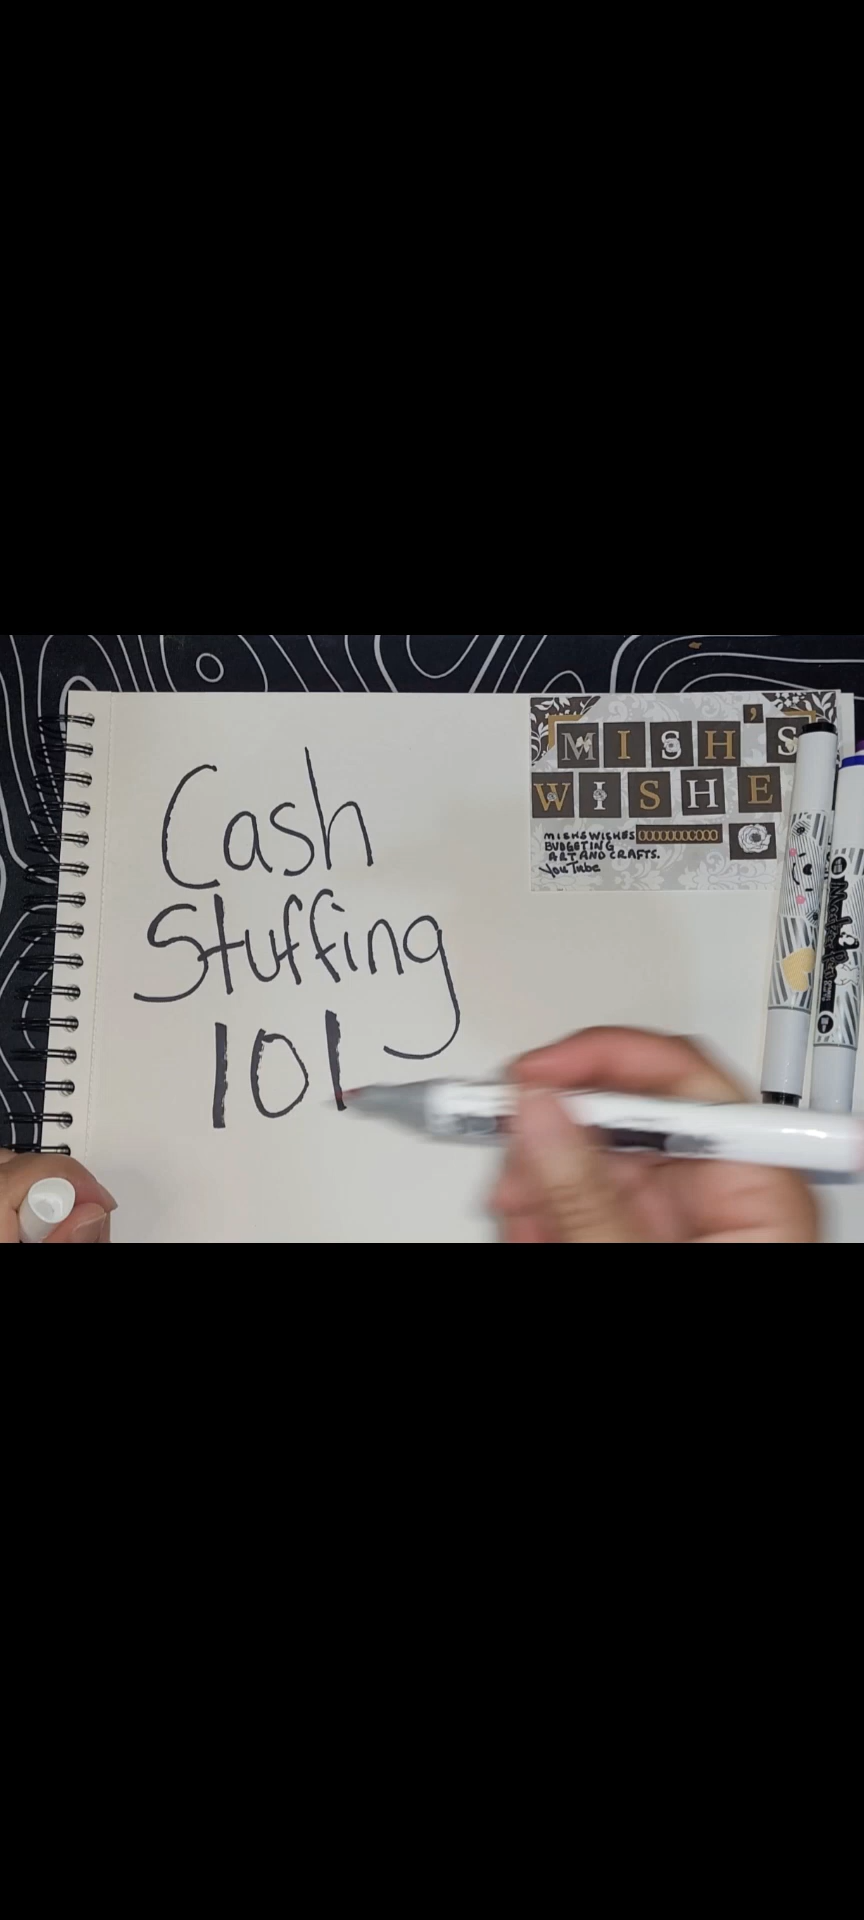 Cash
Stuffing
101
MISH'S
WISHE
MISHSWISHES
BUDGETING
ART AND CRAFTS.
YouTube